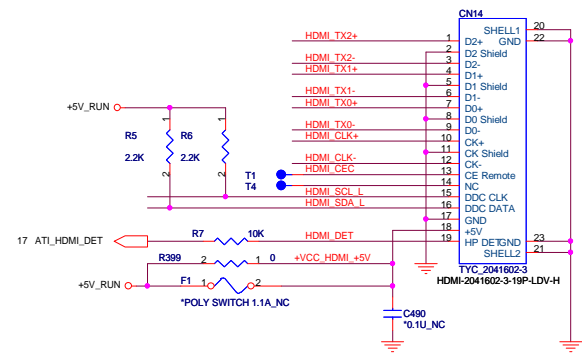 CN14
HDMI_TX2+ 1 D2+ SHELL1 20
2 D2 Shield GND 22
HDMI_TX2- 3 D2-
HDMI_TX1+ 4 D1+
5 D1 Shield
HDMI_TX1- 6 D1-
HDMI_TX0+ 7 D0+
+5V_RUN
8 D0 Shield
1 1
R5 R6 HDMI_TX0- 9 D0-
HDMI_CLK+ 10 CK+
11 CK Shield
2.2K 2.2K HDMI_CLK- 12 CK-
2 2 T1 HDMI_CEC 13 CE Remote
T4 14 NC
HDMI_SCL_L 15 DDC CLK
HDMI_SDA_L 16 DDC DATA
17 GND
18 +5V
17 ATI_HDMI_DET R7 10K HDMI_DET 19 HP DET GND 23
SHELL2 21
R399 2 1 0 +VCC_HDMI_+5V
TYC_2041602-3
HDMI-2041602-3-19P-LDV-H
+5V_RUN F1 1 2
*POLY SWITCH 1.1A_NC
C490
*0.1U_NC